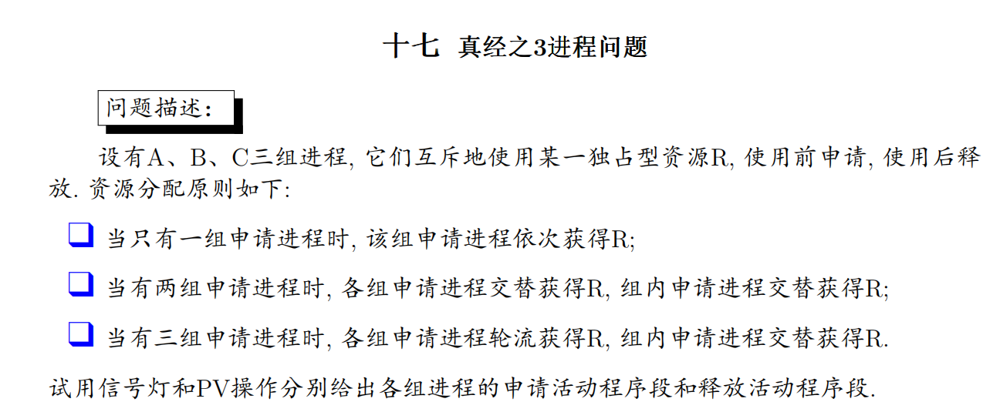 十七 真经之3进程问题
问题描述：
设有A、B、C三组进程, 它们互斥地使用某一独占型资源R, 使用前申请, 使用后释
放. 资源分配原则如下:
当只有一组申请进程时, 该组申请进程依次获得R;
当有两组申请进程时, 各组申请进程交替获得R, 组内申请进程交替获得R;
当有三组申请进程时, 各组申请进程轮流获得R, 组内申请进程交替获得R.
试用信号灯和PV操作分别给出各组进程的申请活动程序段和释放活动程序段.